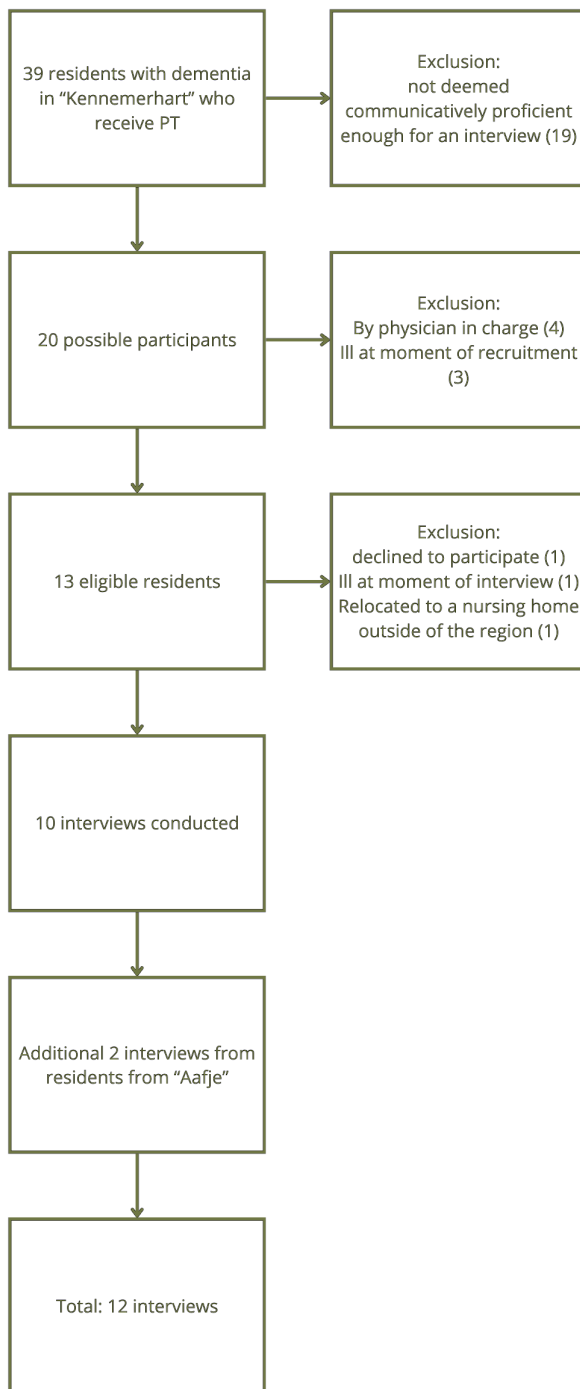 39 residents with dementia
in “Kennemerhart” who
receive PT
Exclusion:
not deemed
communicatively proficient
enough for an interview (19)
20 possible participants
Exclusion:
By physician in charge (4)
Ill at moment of recruitment
(3)
13 eligible residents
Exclusion:
declined to participate (1)
Ill at moment of interview (1)
Relocated to a nursing home
outside of the region (1)
10 interviews conducted
Additional 2 interviews from
residents from “Aafje”
Total: 12 interviews